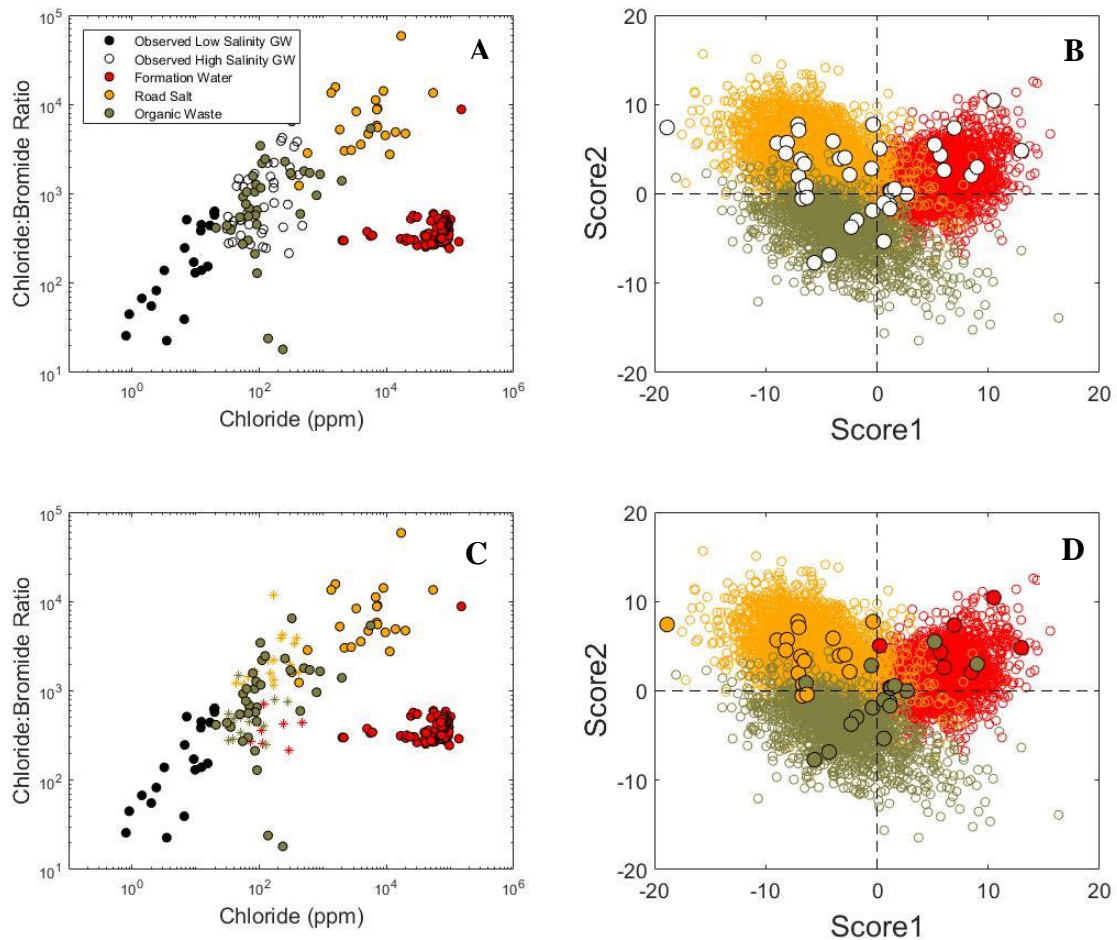 A
Chloride:Bromide Ratio
10^5
10^4
10^3
10^2
10^1
Observed Low Salinity GW
Observed High Salinity GW
Formation Water
Road Salt
Organic Waste
10^0
10^2
10^4
10^6
Chloride (ppm)
B
Score2
20
10
0
-10
-20
-20
-10
0
10
20
Score1
C
Chloride:Bromide Ratio
10^5
10^4
10^3
10^2
10^1
10^0
10^2
10^4
10^6
Chloride (ppm)
D
Score2
20
10
0
-10
-20
-20
-10
0
10
20
Score1